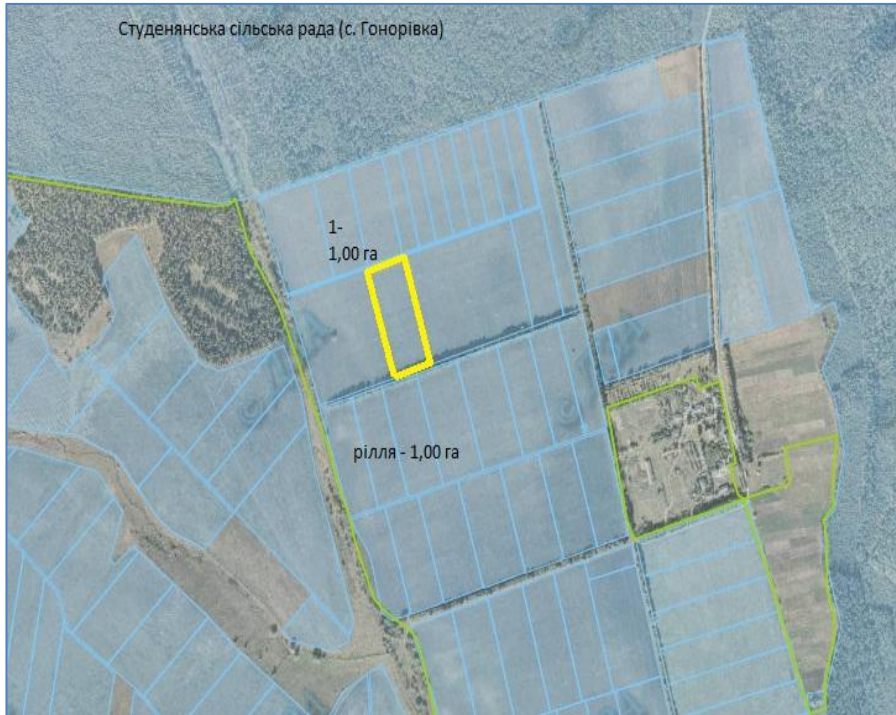 Студенянська сільська рада (с. Гонорівка)
1-
1,00 га
рілля - 1,00 га